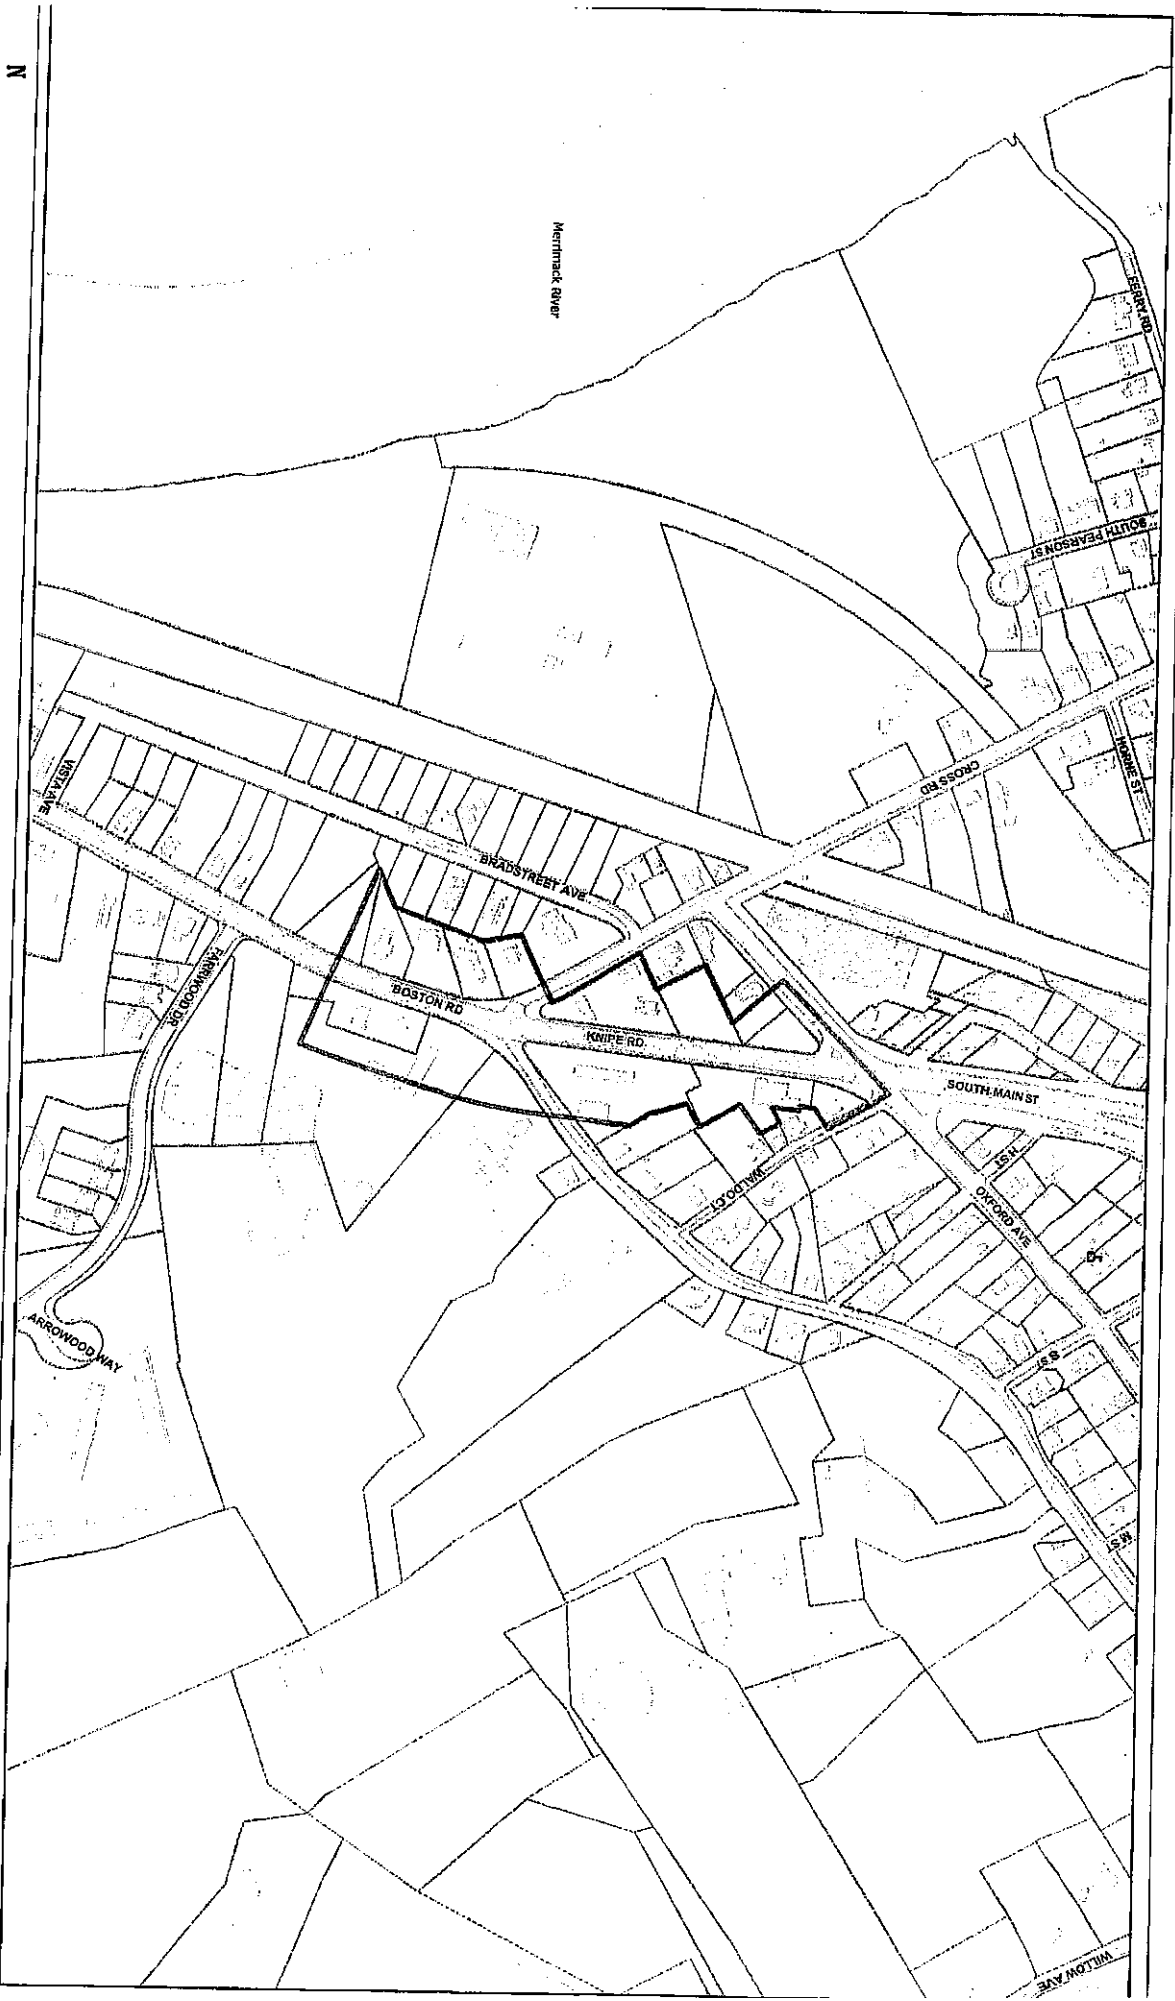 N
Merrimack River
FERRY RD
SOUTH PEARSON ST
HORNE ST
CROSS RD
VISTA AVE
BRADSTREET AVE
FARRWOOD DR
BOSTON RD
KNIPE RD
SOUTH MAIN ST
H ST
WALDO CT
OXFORD AVE
ARROWOOD WAY
M ST
WILLOW AVE